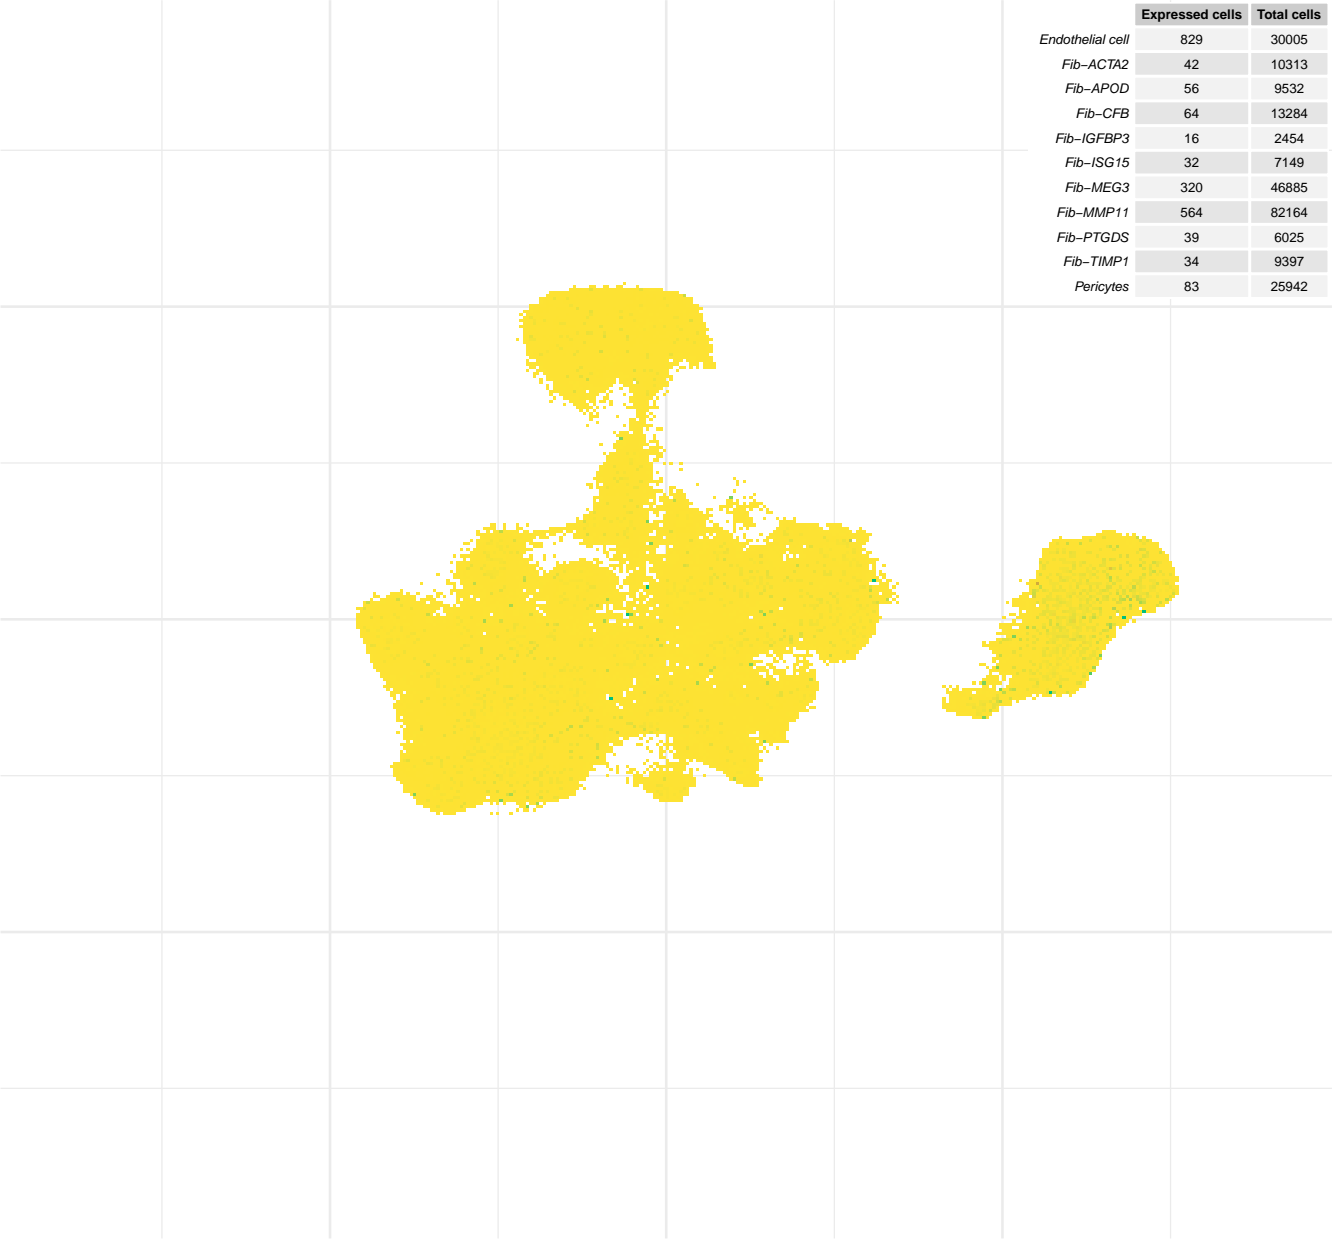 Expressed cells Total cells
Endothelial cell 829 30005
Fib−ACTA2 42 10313
Fib−APOD 56 9532
Fib−CFB 64 13284
Fib−IGFBP3 16 2454
Fib−ISG15 32 7149
Fib−MEG3 320 46885
Fib−MMP11 564 82164
Fib−PTGDS 39 6025
Fib−TIMP1 34 9397
Pericytes 83 25942